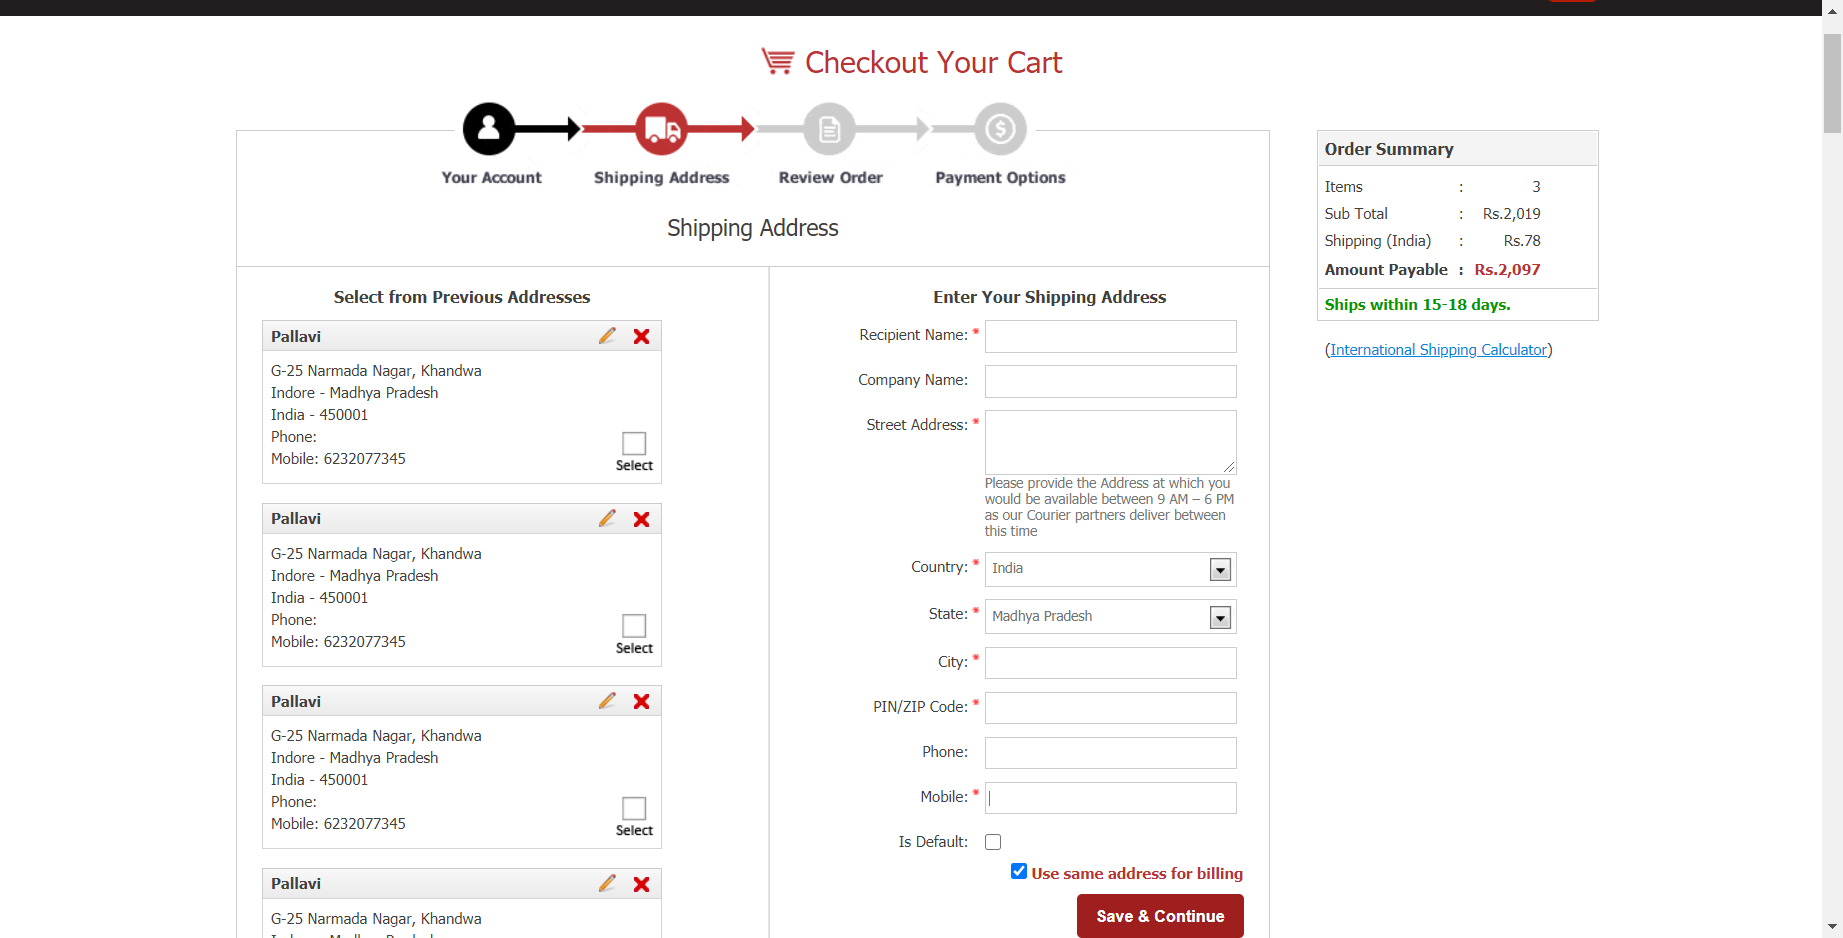 Checkout Your Cart
Your Account
Shipping Address
Review Order
Payment Options
Shipping Address
Select from Previous Addresses
Pallavi
G-25 Narmada Nagar, Khandwa
Indore - Madhya Pradesh
India - 450001
Phone:
Mobile: 6232077345
Select
Pallavi
G-25 Narmada Nagar, Khandwa
Indore - Madhya Pradesh
India - 450001
Phone:
Mobile: 6232077345
Select
Pallavi
G-25 Narmada Nagar, Khandwa
Indore - Madhya Pradesh
India - 450001
Phone:
Mobile: 6232077345
Select
Pallavi
G-25 Narmada Nagar, Khandwa
Enter Your Shipping Address
Recipient Name: *
Company Name:
Street Address: *
Please provide the Address at which you
would be available between 9 AM – 6 PM
as our Courier partners deliver between
this time
Country: * India
State: * Madhya Pradesh
City: *
PIN/ZIP Code: *
Phone:
Mobile: *
Is Default:
Use same address for billing
Save & Continue
Order Summary
Items : 3
Sub Total : Rs.2,019
Shipping (India) : Rs.78
Amount Payable : Rs.2,097
Ships within 15-18 days.
(International Shipping Calculator)